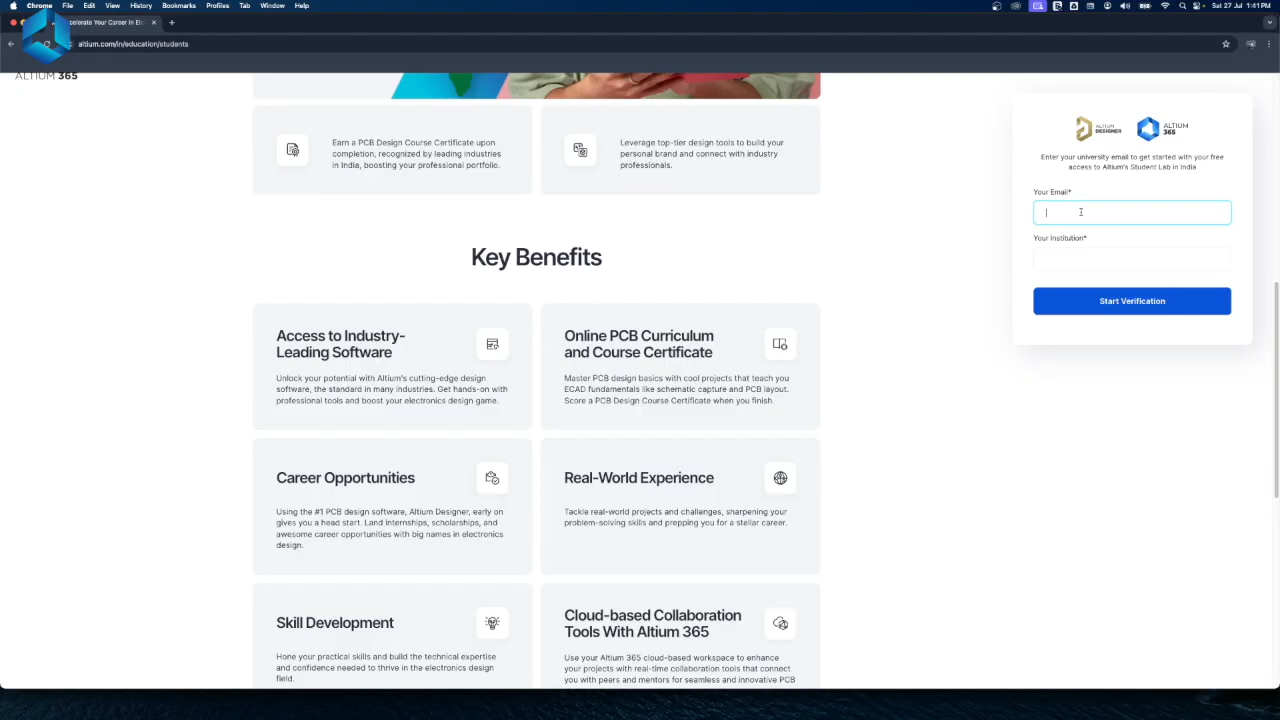 Chrome File Edit View History Bookmarks Profiles Tab Window Help
Sat 27 Jul 1:41 PM
celerate Your Career in Ele
altium.com/in/education/students
ALTIUM 365
Earn a PCB Design Course Certificate upon
completion, recognized by leading industries
in India, boosting your professional portfolio.
Leverage top-tier design tools to build your
personal brand and connect with industry
professionals.
ALTIUM
DESIGNER
ALTIUM
365
Enter your university email to get started with your free
access to Altium's Student Lab in India
Your Email*
Your Institution*
Start Verification
Key Benefits
Access to Industry-
Leading Software
Unlock your potential with Altium's cutting-edge design
software, the standard in many industries. Get hands-on with
professional tools and boost your electronics design game.
Online PCB Curriculum
and Course Certificate
Master PCB design basics with cool projects that teach you
ECAD fundamentals like schematic capture and PCB layout.
Score a PCB Design Course Certificate when you finish.
Career Opportunities
Using the #1 PCB design software, Altium Designer, early on
gives you a head start. Land internships, scholarships, and
awesome career opportunities with big names in electronics
design.
Real-World Experience
Tackle real-world projects and challenges, sharpening your
problem-solving skills and prepping you for a stellar career.
Skill Development
Hone your practical skills and build the technical expertise
and confidence needed to thrive in the electronics design
field.
Cloud-based Collaboration
Tools With Altium 365
Use your Altium 365 cloud-based workspace to enhance
your projects with real-time collaboration tools that connect
you with peers and mentors for seamless and innovative PCB